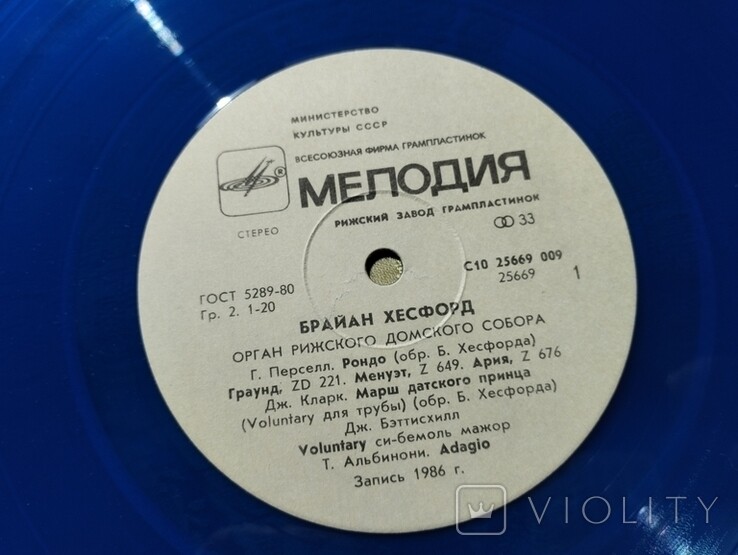 МИНИСТЕРСТВО
КУЛЬТУРЫ СССР
ВСЕСОЮЗНАЯ ФИРМА ГРАМПЛАСТИНОК
® МЕЛОДИЯ
РИЖСКИЙ ЗАВОД ГРАМПЛАСТИНОК
СТЕРЕО
33
ГОСТ 5289-80
Гр. 2. 1-20
С10 25669 009
25669
1
БРАЙАН ХЕСФОРД
ОРГАН РИЖСКОГО ДОМСКОГО СОБОРА
Г. Перселл. Рондо (обр. Б. Хесфорда)
Граунд, ZD 221. Менуэт, Z 649. Ария, Z 676
Дж. Кларк. Марш датского принца
(Voluntary для трубы) (обр. Б. Хесфорда)
Дж. Бэттисхилл
Voluntary си-бемоль мажор
Т. Альбинони. Adagio
Запись 1986 г.
VIOLITY